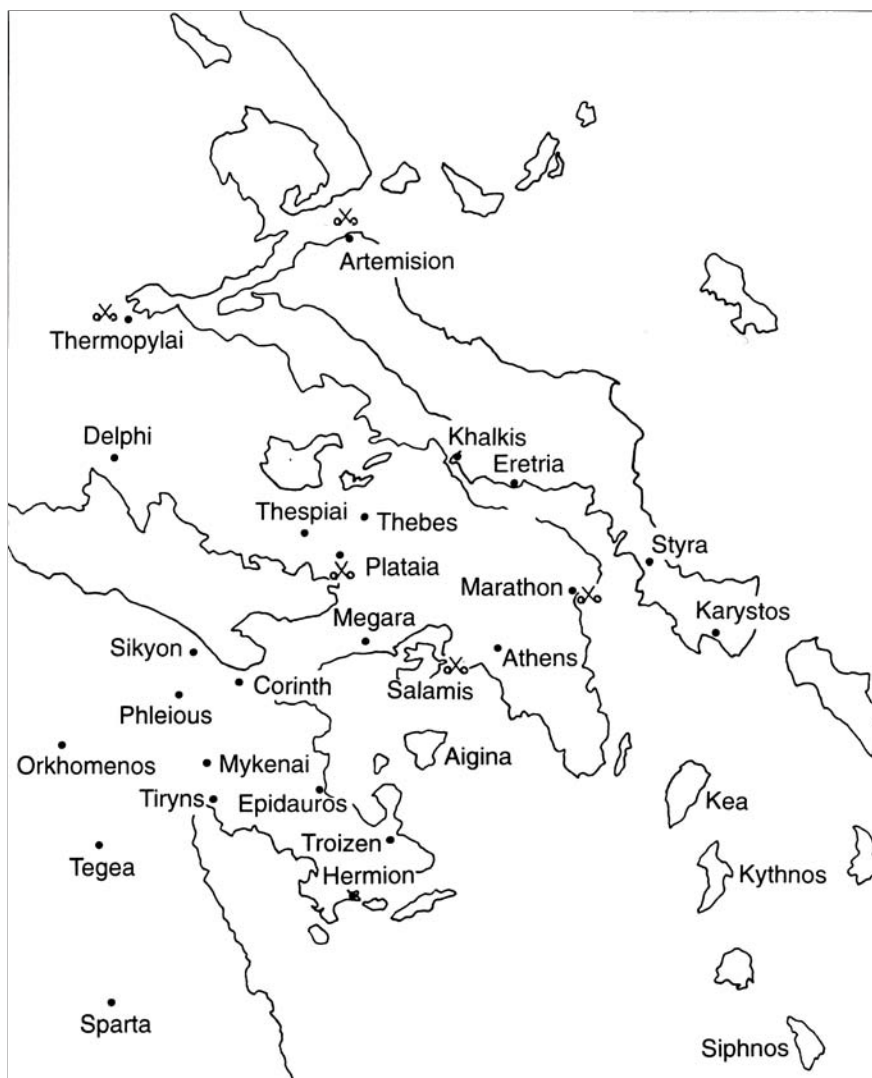 Artemision
Thermopylai
Delphi
Khalkis
Eretria
Thespiai
Thebes
Styra
Plataia
Marathon
Karystos
Megara
Sikyon
Athens
Corinth
Salamis
Phleious
Orkhomenos
Mykenai
Aigina
Tiryns
Epidauros
Kea
Troizen
Tegea
Hermion
Kythnos
Sparta
Siphnos